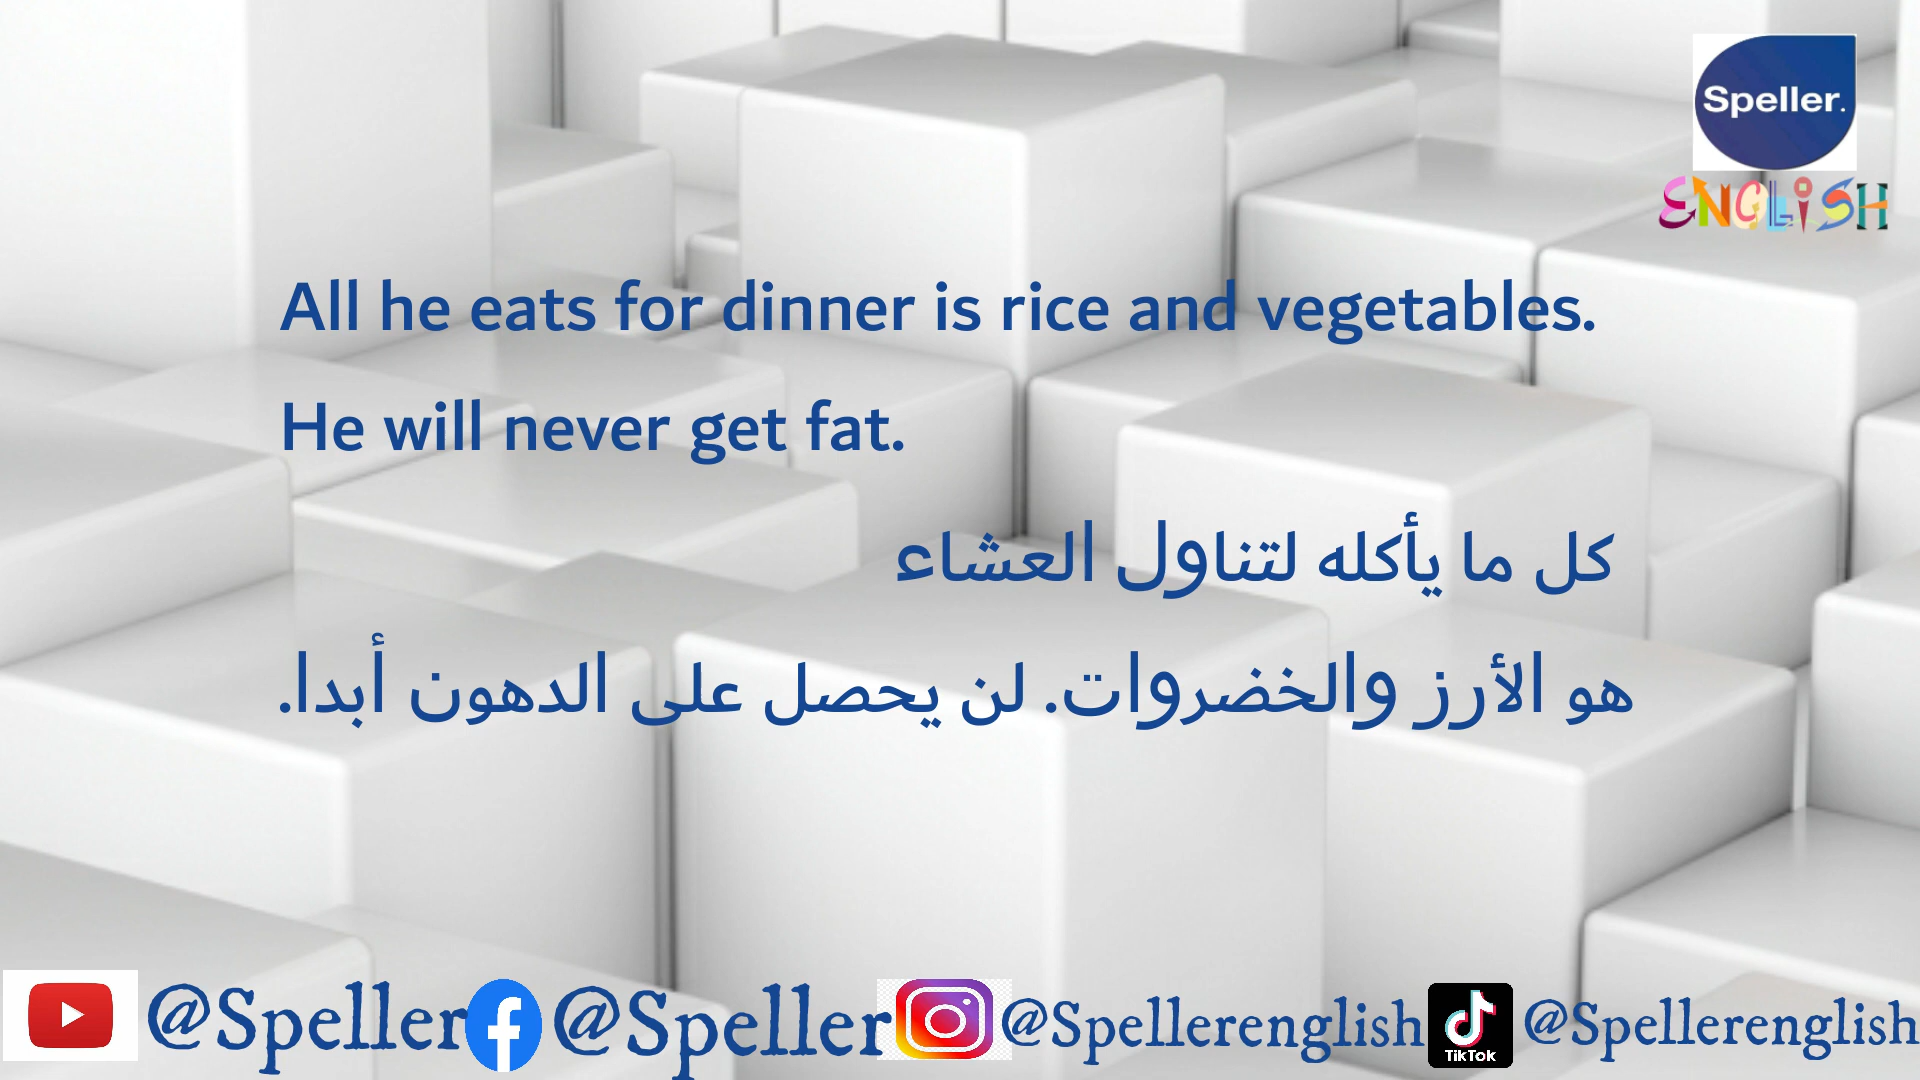 Speller.
ENGLISH
All he eats for dinner is rice and vegetables.
He will never get fat.
كل ما يأكله لتناول العشاء
هو الأرز والخضروات. لن يحصل على الدهون أبدا.
@Speller @Speller @Spellerenglish TikTok @Spellerenglish